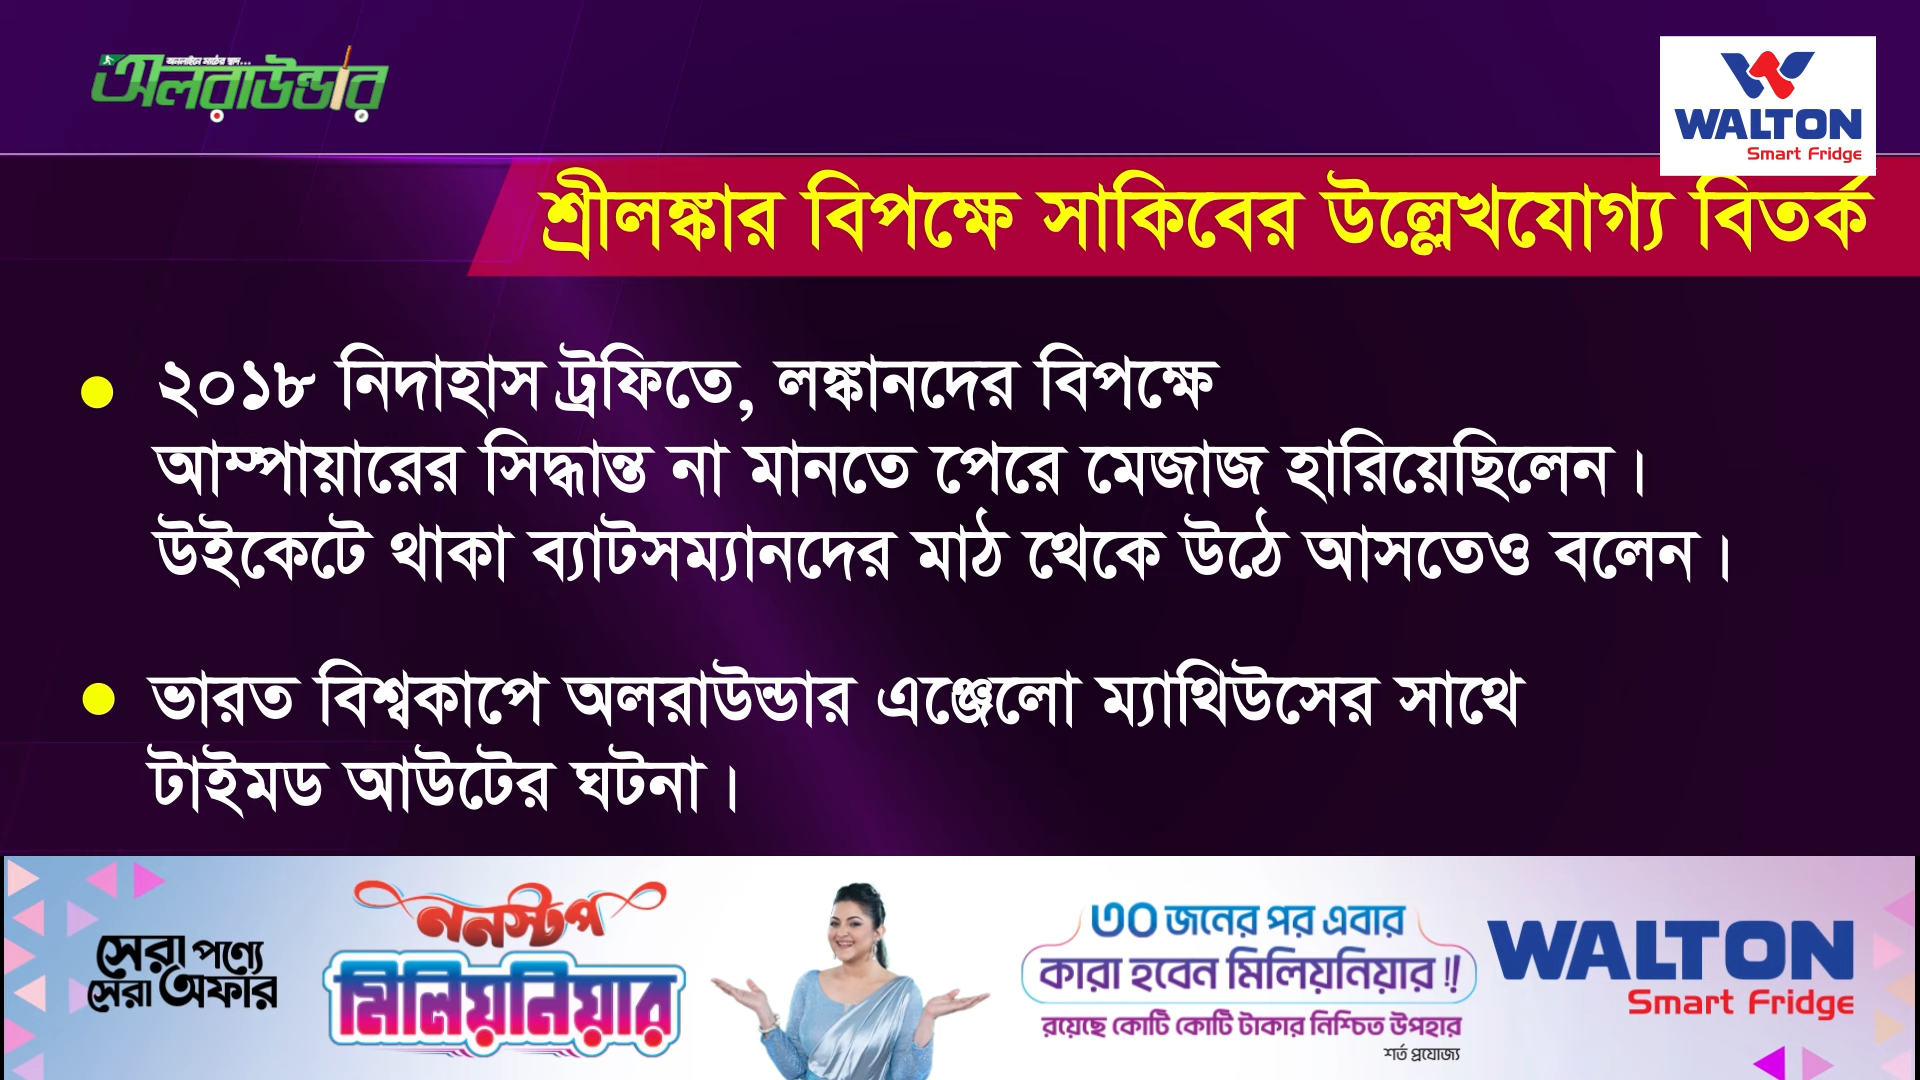 অনলাইনে মাঠের স্বাদ...
অলরাউন্ডার
WALTON
Smart Fridge
শ্রীলঙ্কার বিপক্ষে সাকিবের উল্লেখযোগ্য বিতর্ক
২০১৮ নিদাহাস ট্রফিতে, লঙ্কানদের বিপক্ষে
আম্পায়ারের সিদ্ধান্ত না মানতে পেরে মেজাজ হারিয়েছিলেন।
উইকেটে থাকা ব্যাটসম্যানদের মাঠ থেকে উঠে আসতেও বলেন।
ভারত বিশ্বকাপে অলরাউন্ডার এঞ্জেলো ম্যাথিউসের সাথে
টাইমড আউটের ঘটনা।
সেরা পণ্যে
সেরা অফার
ননস্টপ
মিলিয়নিয়ার
৩০ জনের পর এবার
কারা হবেন মিলিয়নিয়ার!!
রয়েছে কোটি কোটি টাকার নিশ্চিত উপহার
শর্ত প্রযোজ্য
WALTON
Smart Fridge